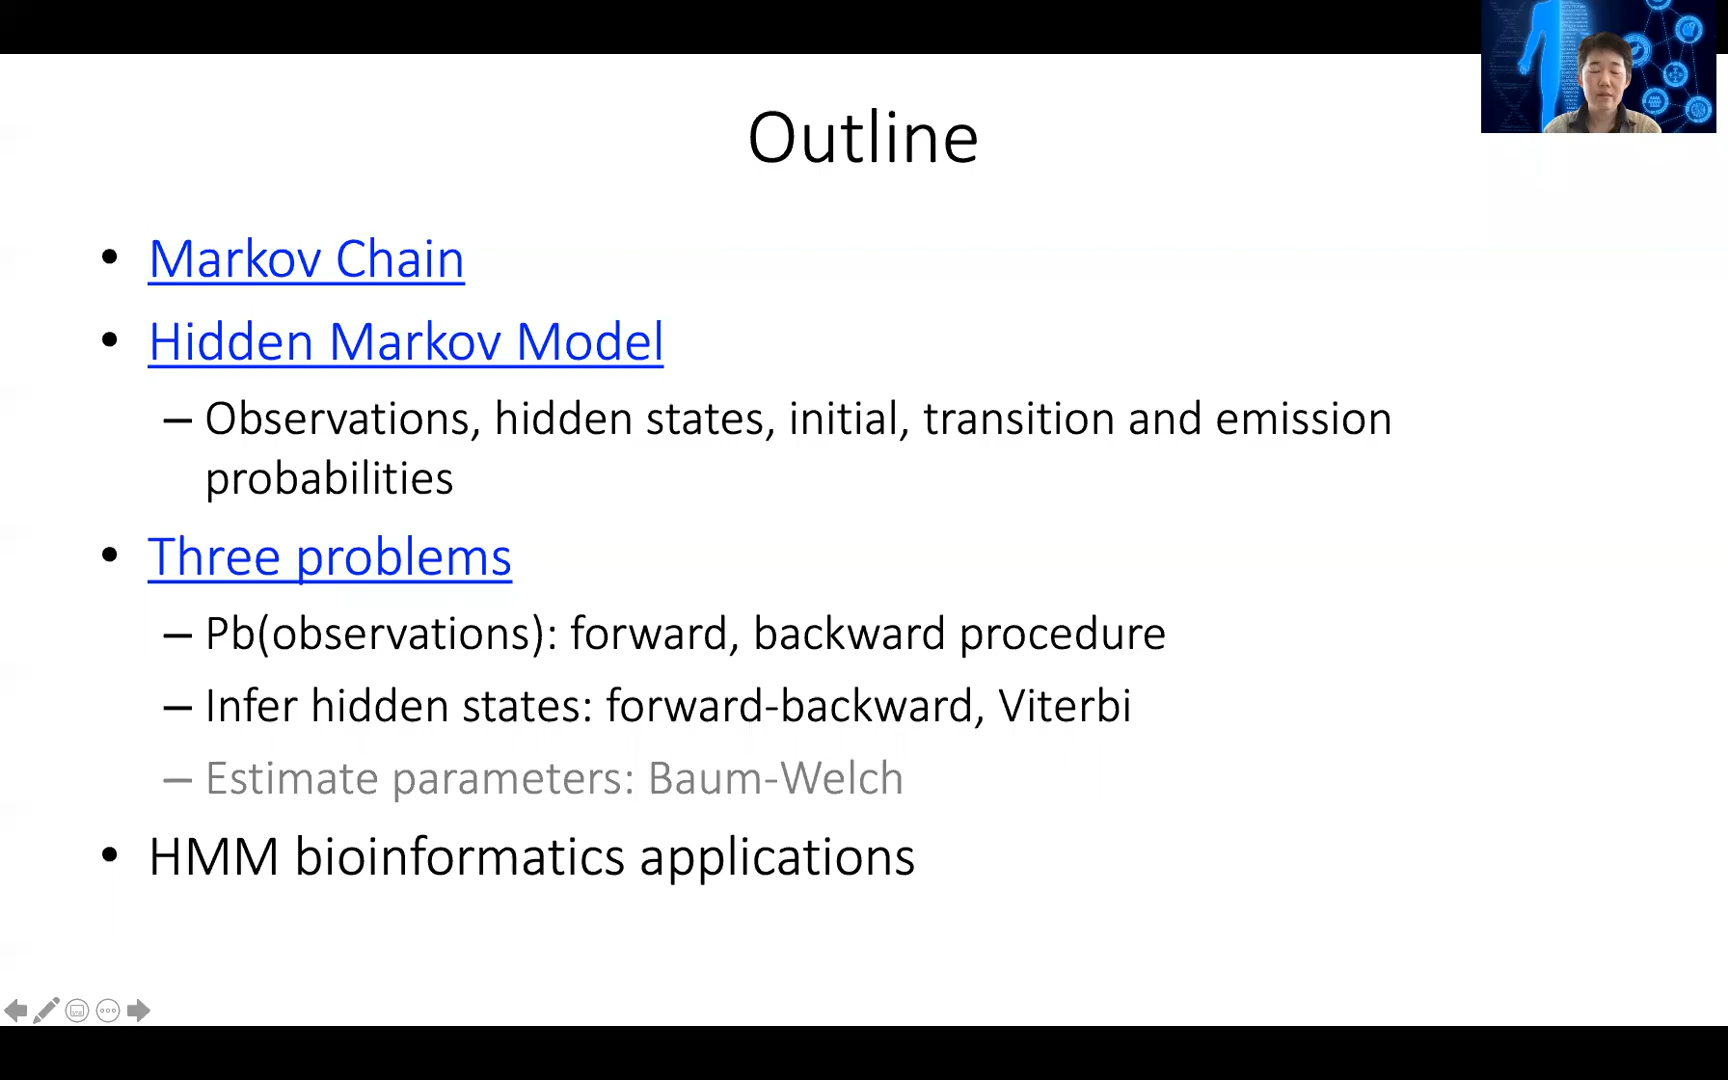 Outline
• Markov Chain
• Hidden Markov Model
– Observations, hidden states, initial, transition and emission
probabilities
• Three problems
– Pb(observations): forward, backward procedure
– Infer hidden states: forward-backward, Viterbi
– Estimate parameters: Baum-Welch
• HMM bioinformatics applications